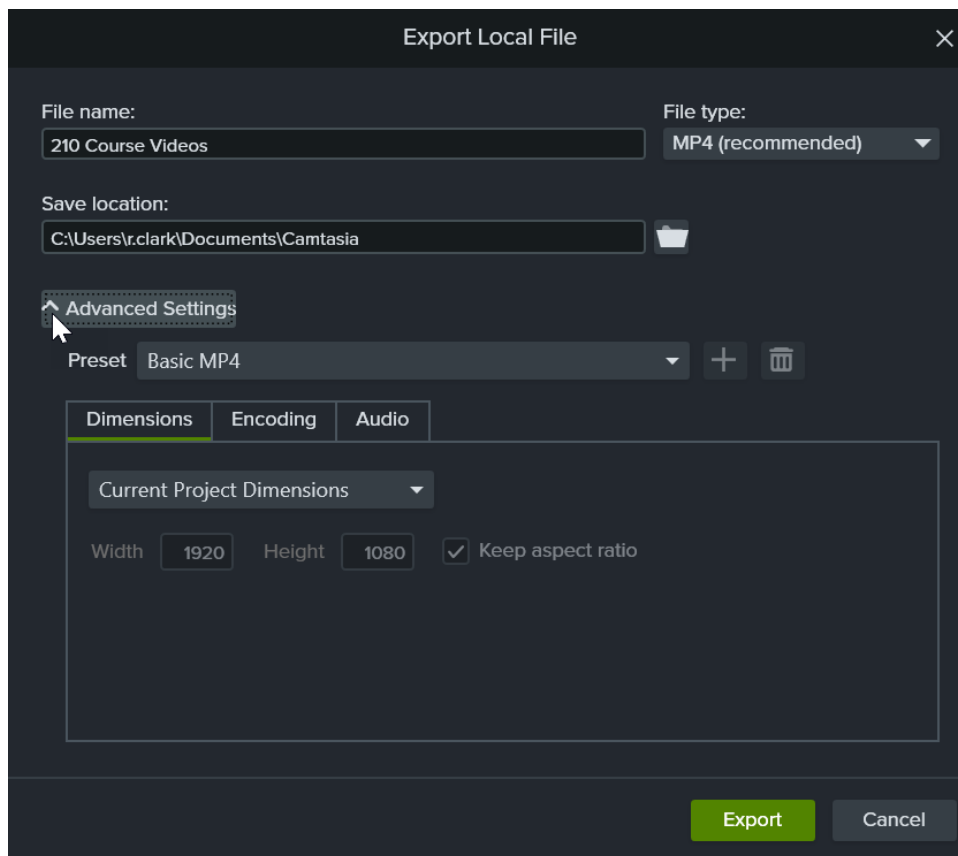 Export Local File
File name:
File type:
210 Course Videos
MP4 (recommended)
Save location:
C:\Users\r.clark\Documents\Camtasia
Advanced Settings
Preset Basic MP4
Dimensions Encoding Audio
Current Project Dimensions
Width 1920 Height 1080 Keep aspect ratio
Export Cancel